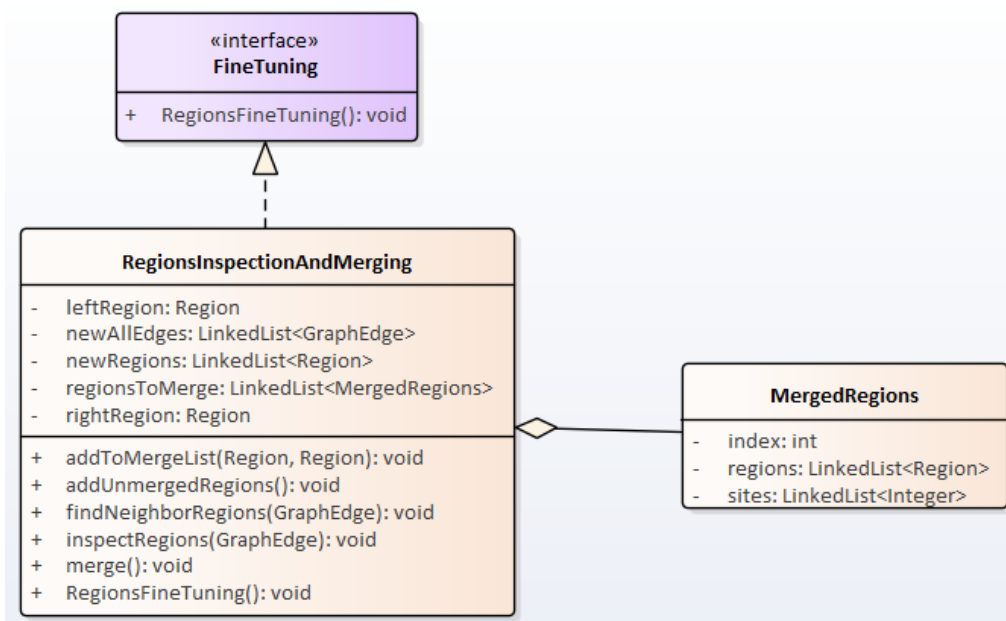 «interface»
FineTuning
+ RegionsFineTuning(): void
RegionsInspectionAndMerging
- leftRegion: Region
- newAllEdges: LinkedList<GraphEdge>
- newRegions: LinkedList<Region>
- regionsToMerge: LinkedList<MergedRegions>
- rightRegion: Region
+ addToMergeList(Region, Region): void
+ addUnmergedRegions(): void
+ findNeighborRegions(GraphEdge): void
+ inspectRegions(GraphEdge): void
+ merge(): void
+ RegionsFineTuning(): void
MergedRegions
- index: int
- regions: LinkedList<Region>
- sites: LinkedList<Integer>